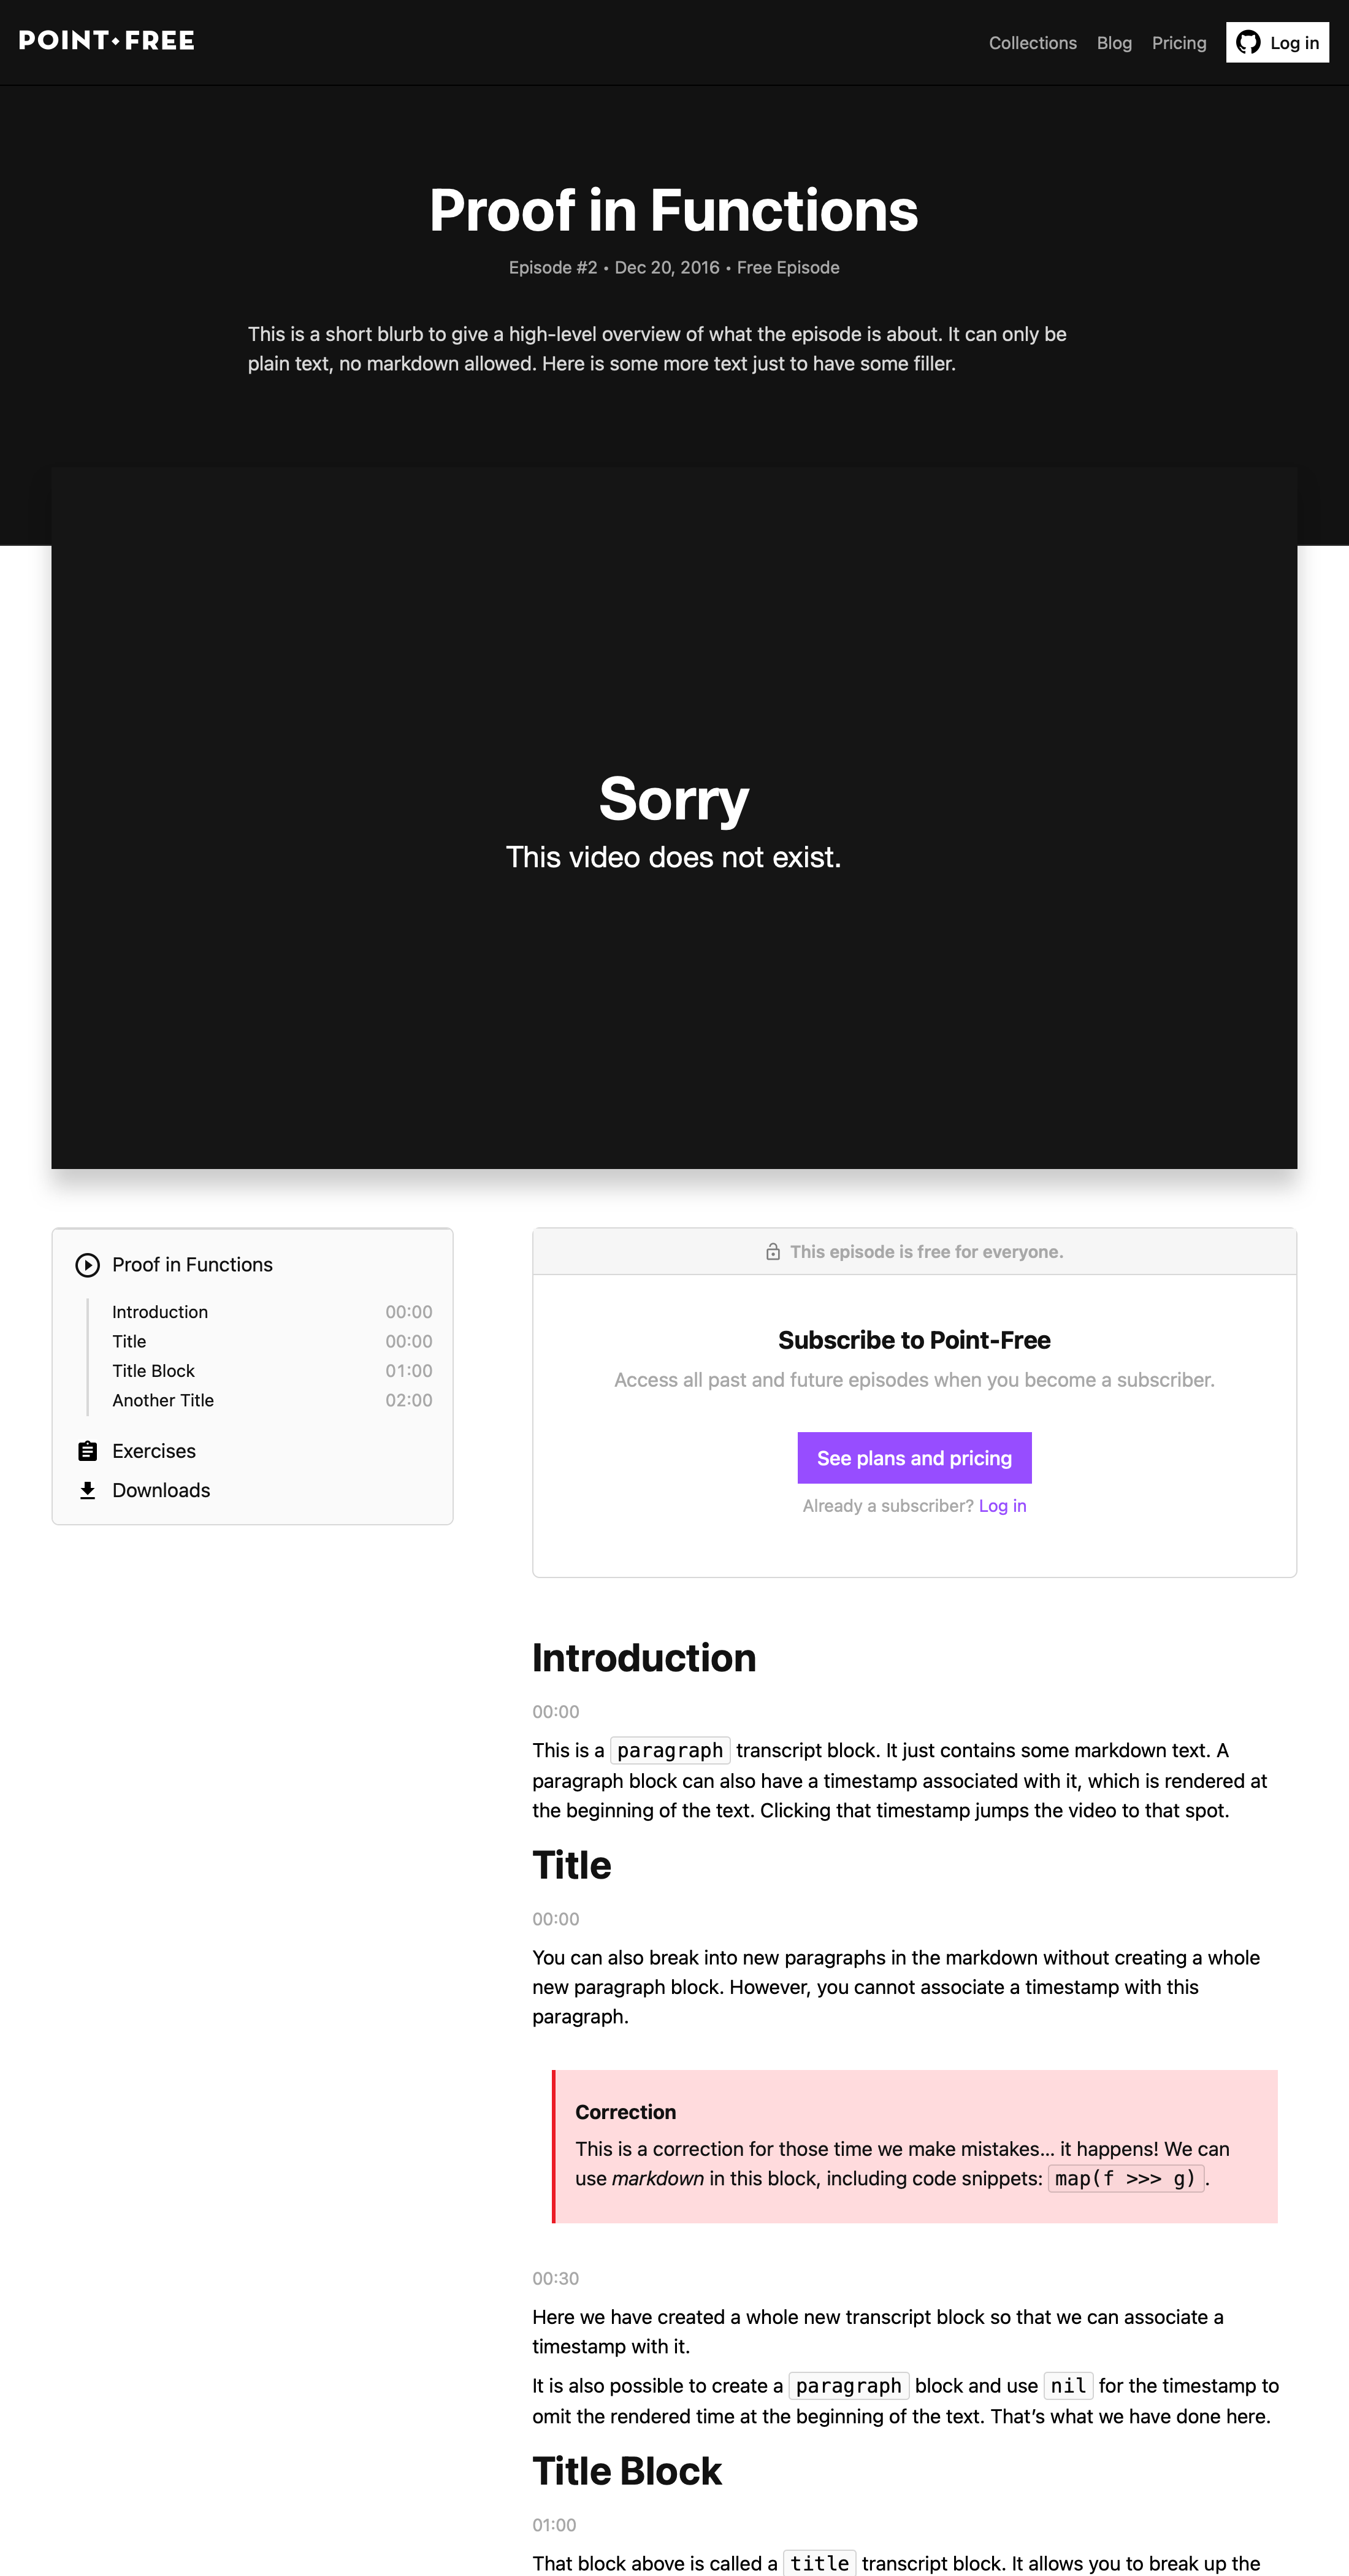 POINT•FREE
Collections Blog Pricing Log in
Proof in Functions
Episode #2 • Dec 20, 2016 • Free Episode
This is a short blurb to give a high-level overview of what the episode is about. It can only be
plain text, no markdown allowed. Here is some more text just to have some filler.
Sorry
This video does not exist.
Proof in Functions
Introduction 00:00
Title 00:00
Title Block 01:00
Another Title 02:00
Exercises
Downloads
This episode is free for everyone.
Subscribe to Point-Free
Access all past and future episodes when you become a subscriber.
See plans and pricing
Already a subscriber? Log in
Introduction
00:00
This is a paragraph transcript block. It just contains some markdown text. A
paragraph block can also have a timestamp associated with it, which is rendered at
the beginning of the text. Clicking that timestamp jumps the video to that spot.
Title
00:00
You can also break into new paragraphs in the markdown without creating a whole
new paragraph block. However, you cannot associate a timestamp with this
paragraph.
Correction
This is a correction for those time we make mistakes… it happens! We can
use markdown in this block, including code snippets: map(f >>> g).
00:30
Here we have created a whole new transcript block so that we can associate a
timestamp with it.
It is also possible to create a paragraph block and use nil for the timestamp to
omit the rendered time at the beginning of the text. That’s what we have done here.
Title Block
01:00
That block above is called a title transcript block. It allows you to break up the